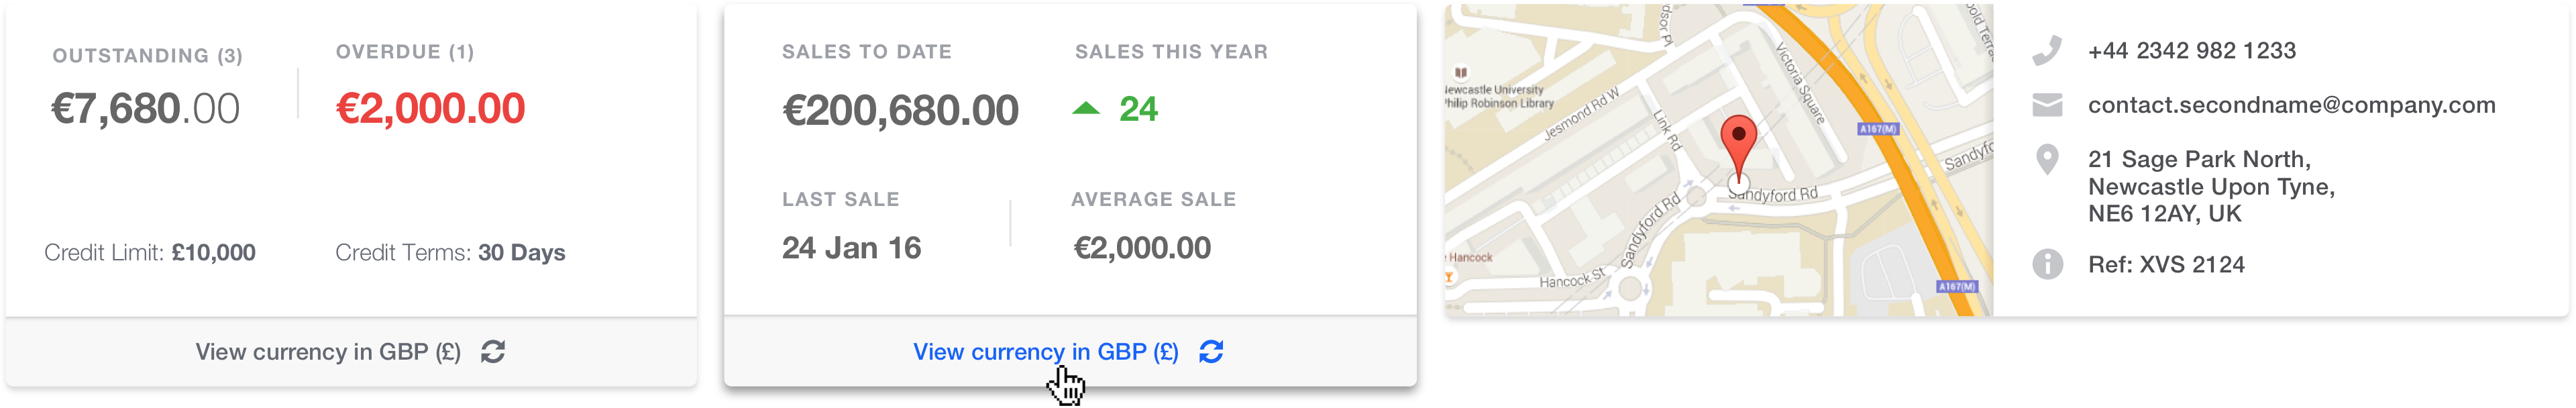 OUTSTANDING (3)
OVERDUE (1)
€7,680.00
€2,000.00
Credit Limit: £10,000
Credit Terms: 30 Days
View currency in GBP (£)
SALES TO DATE
SALES THIS YEAR
€200,680.00
24
LAST SALE
AVERAGE SALE
24 Jan 16
€2,000.00
View currency in GBP (£)
Newcastle University
Philip Robinson Library
Jesmond Rd W
Link Rd
Victoria Square
A167(M)
Sandyford Rd
Sandyford Rd
Hancock
Hancock St
A167(M)
+44 2342 982 1233
contact.secondname@company.com
21 Sage Park North,
Newcastle Upon Tyne,
NE6 12AY, UK
Ref: XVS 2124